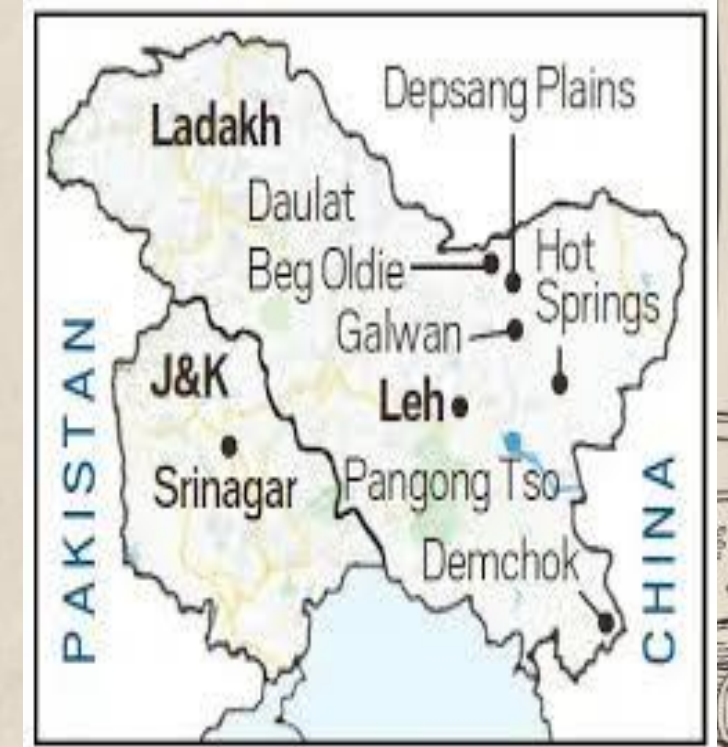 Depsang Plains
Ladakh
Daulat
Beg Oldie
Hot
Springs
Galwan
J&K
Leh
Srinagar
Pangong Tso
Demchok
PAKISTAN
CHINA